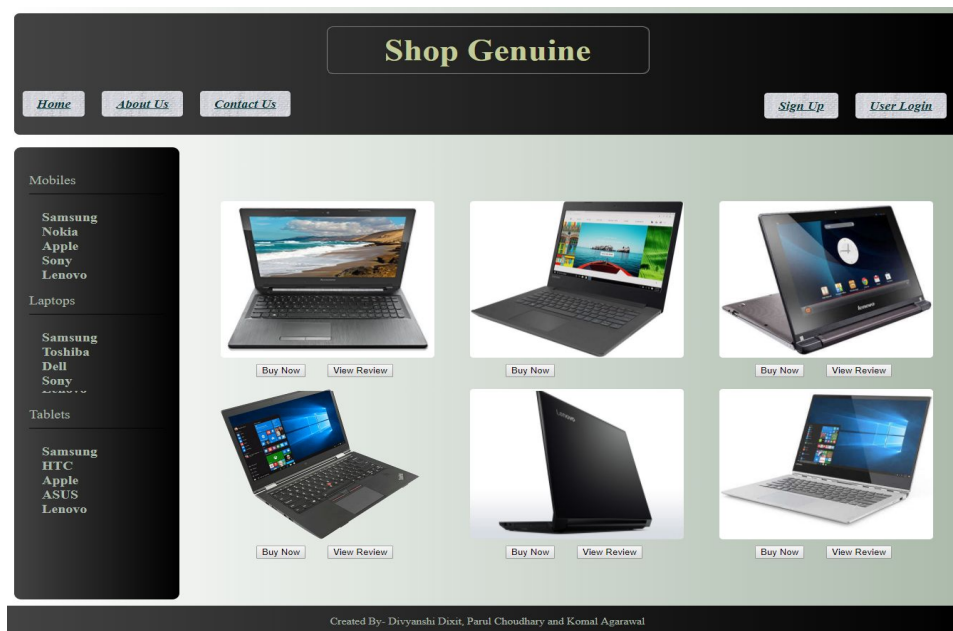 Shop Genuine
Home About Us Contact Us Sign Up User Login
Mobiles
Samsung
Nokia
Apple
Sony
Lenovo
Laptops
Samsung
Toshiba
Dell
Sony
Lenovo
Tablets
Samsung
HTC
Apple
ASUS
Lenovo
Buy Now View Review Buy Now Buy Now View Review
Lenovo
Buy Now View Review Buy Now View Review Buy Now View Review
Created By- Divyanshi Dixit, Parul Choudhary and Komal Agarawal